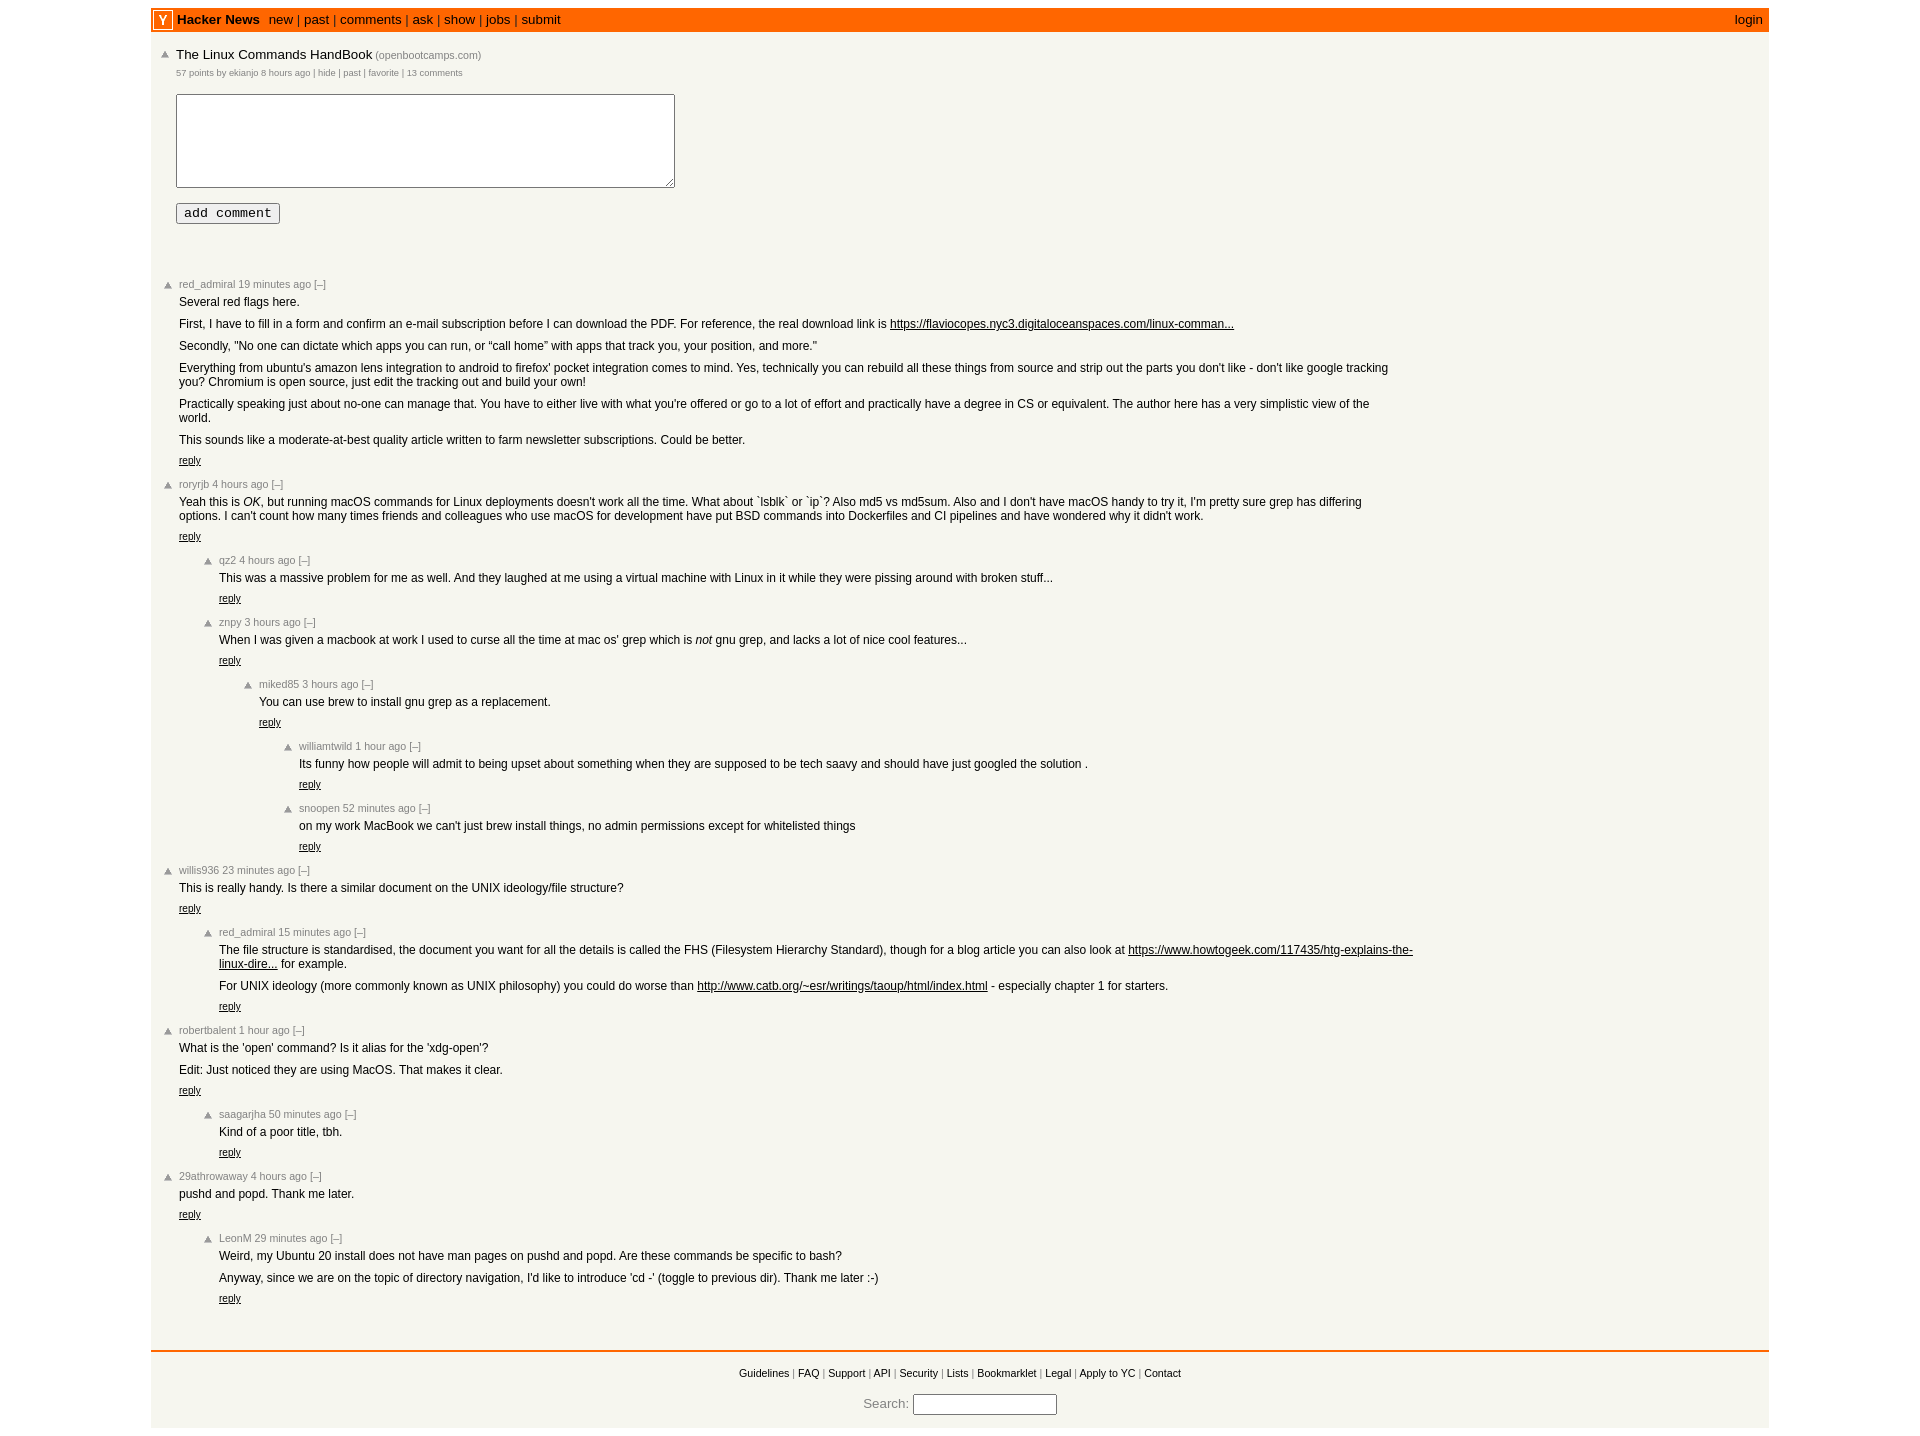 Y Hacker News new | past | comments | ask | show | jobs | submit login
The Linux Commands HandBook (openbootcamps.com)
57 points by ekianjo 8 hours ago | hide | past | favorite | 13 comments
add comment
red_admiral 19 minutes ago [–]
Several red flags here.
First, I have to fill in a form and confirm an e-mail subscription before I can download the PDF. For reference, the real download link is https://flaviocopes.nyc3.digitaloceanspaces.com/linux-comman...
Secondly, "No one can dictate which apps you can run, or “call home” with apps that track you, your position, and more."
Everything from ubuntu's amazon lens integration to android to firefox' pocket integration comes to mind. Yes, technically you can rebuild all these things from source and strip out the parts you don't like - don't like google tracking
you? Chromium is open source, just edit the tracking out and build your own!
Practically speaking just about no-one can manage that. You have to either live with what you're offered or go to a lot of effort and practically have a degree in CS or equivalent. The author here has a very simplistic view of the
world.
This sounds like a moderate-at-best quality article written to farm newsletter subscriptions. Could be better.
reply
roryrjb 4 hours ago [–]
Yeah this is OK, but running macOS commands for Linux deployments doesn't work all the time. What about `lsblk` or `ip`? Also md5 vs md5sum. Also and I don't have macOS handy to try it, I'm pretty sure grep has differing
options. I can't count how many times friends and colleagues who use macOS for development have put BSD commands into Dockerfiles and CI pipelines and have wondered why it didn't work.
reply
qz2 4 hours ago [–]
This was a massive problem for me as well. And they laughed at me using a virtual machine with Linux in it while they were pissing around with broken stuff...
reply
znpy 3 hours ago [–]
When I was given a macbook at work I used to curse all the time at mac os' grep which is not gnu grep, and lacks a lot of nice cool features...
reply
miked85 3 hours ago [–]
You can use brew to install gnu grep as a replacement.
reply
williamtwild 1 hour ago [–]
Its funny how people will admit to being upset about something when they are supposed to be tech saavy and should have just googled the solution .
reply
snoopen 52 minutes ago [–]
on my work MacBook we can't just brew install things, no admin permissions except for whitelisted things
reply
willis936 23 minutes ago [–]
This is really handy. Is there a similar document on the UNIX ideology/file structure?
reply
red_admiral 15 minutes ago [–]
The file structure is standardised, the document you want for all the details is called the FHS (Filesystem Hierarchy Standard), though for a blog article you can also look at https://www.howtogeek.com/117435/htg-explains-the-
linux-dire... for example.
For UNIX ideology (more commonly known as UNIX philosophy) you could do worse than http://www.catb.org/~esr/writings/taoup/html/index.html - especially chapter 1 for starters.
reply
robertbalent 1 hour ago [–]
What is the 'open' command? Is it alias for the 'xdg-open'?
Edit: Just noticed they are using MacOS. That makes it clear.
reply
saagarjha 50 minutes ago [–]
Kind of a poor title, tbh.
reply
29athrowaway 4 hours ago [–]
pushd and popd. Thank me later.
reply
LeonM 29 minutes ago [–]
Weird, my Ubuntu 20 install does not have man pages on pushd and popd. Are these commands be specific to bash?
Anyway, since we are on the topic of directory navigation, I'd like to introduce 'cd -' (toggle to previous dir). Thank me later :-)
reply
Guidelines | FAQ | Support | API | Security | Lists | Bookmarklet | Legal | Apply to YC | Contact
Search: